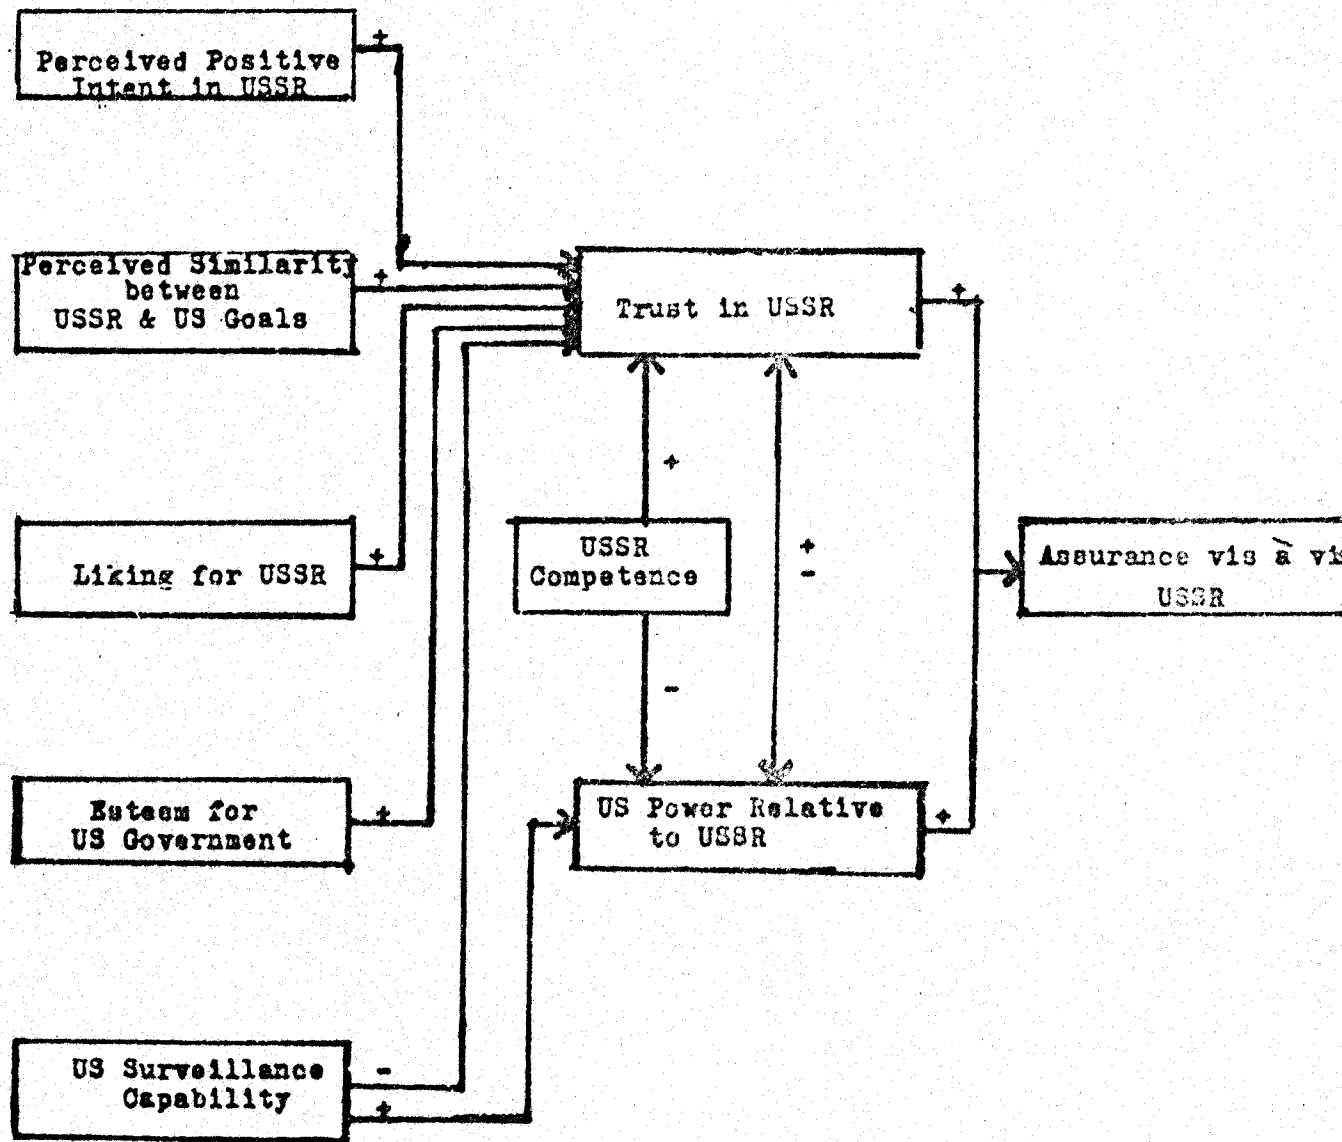 +
Perceived Positive
Intent in USSR
Perceived Similarity
between
USSR & US Goals
+
Trust in USSR
+
Liking for USSR
+
+
USSR
Competence
-
+
-
Assurance vis à vis
USSR
Esteem for
US Government
+
US Power Relative
to USSR
+
US Surveillance
Capability
-
+